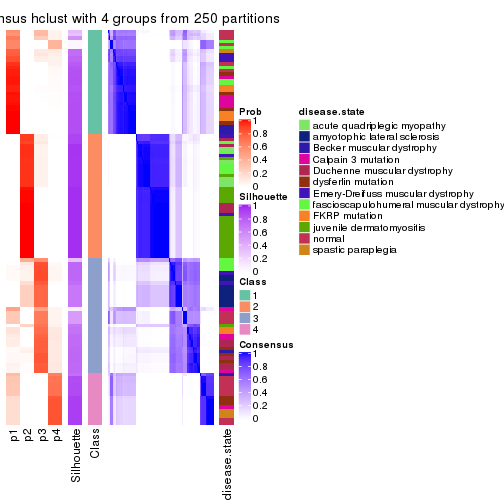 nsus hclust with 4 groups from 250 partitions
Prob
1
0.8
0.6
0.4
0.2
0
Silhouette
1
0.8
0.6
0.4
0.2
0
Class
1
2
3
4
Consensus
1
0.8
0.6
0.4
0.2
0
disease.state
acute quadriplegic myopathy
amyotophic lateral sclerosis
Becker muscular dystrophy
Calpain 3 mutation
Duchenne muscular dystrophy
dysferlin mutation
Emery-Dreifuss muscular dystrophy
fascioscapulohumeral muscular dystrophy
FKRP mutation
juvenile dermatomyositis
normal
spastic paraplegia
p1
p2
p3
p4
Silhouette
Class
disease.state